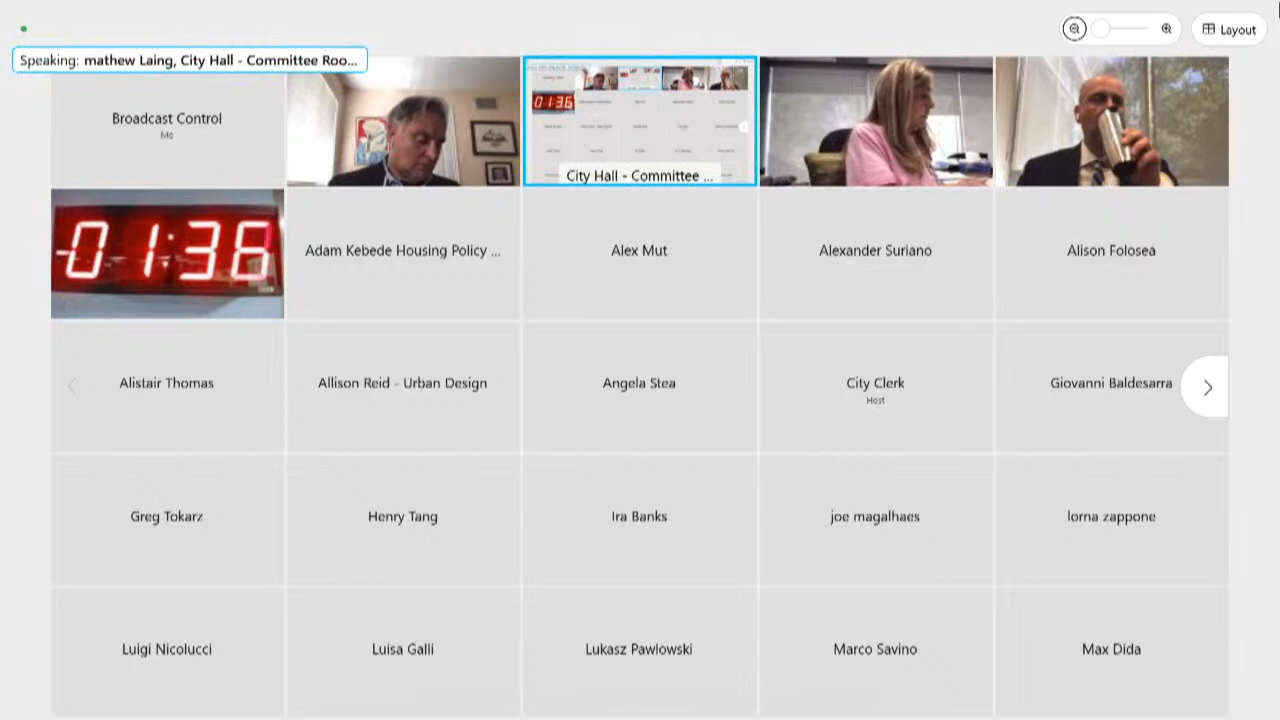 Layout
Speaking: mathew Laing, City Hall - Committee Roo...
Broadcast Control
Me
01:36
City Hall - Committee ...
-01:36
Adam Kebede Housing Policy ...
Alex Mut
Alexander Suriano
Alison Folosea
Alistair Thomas
Allison Reid - Urban Design
Angela Stea
City Clerk
Host
Giovanni Baldesarra
Greg Tokarz
Henry Tang
Ira Banks
joe magalhaes
lorna zappone
Luigi Nicolucci
Luisa Galli
Lukasz Pawlowski
Marco Savino
Max Dida